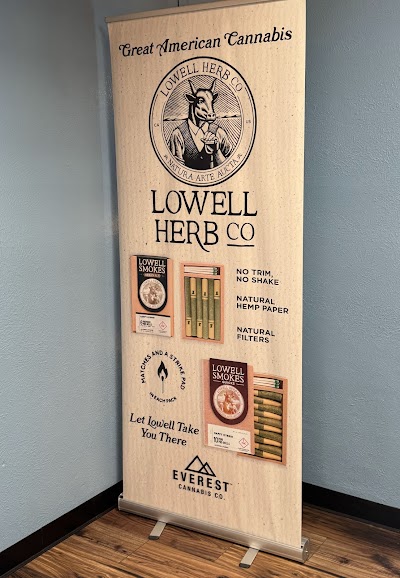 Great American Cannabis
LOWELL HERB CO
CA
NATURA ARTE AUCTA
LOWELL
HERB CO
LOWELL
SMOKES
NO TRIM,
NO SHAKE
NATURAL
HEMP PAPER
NATURAL
FILTERS
MATCHES AND A STRIKE PAD
IN EACH PACK
LOWELL
SMOKES
Let Lowell Take
You There
EVEREST
CANNABIS CO.